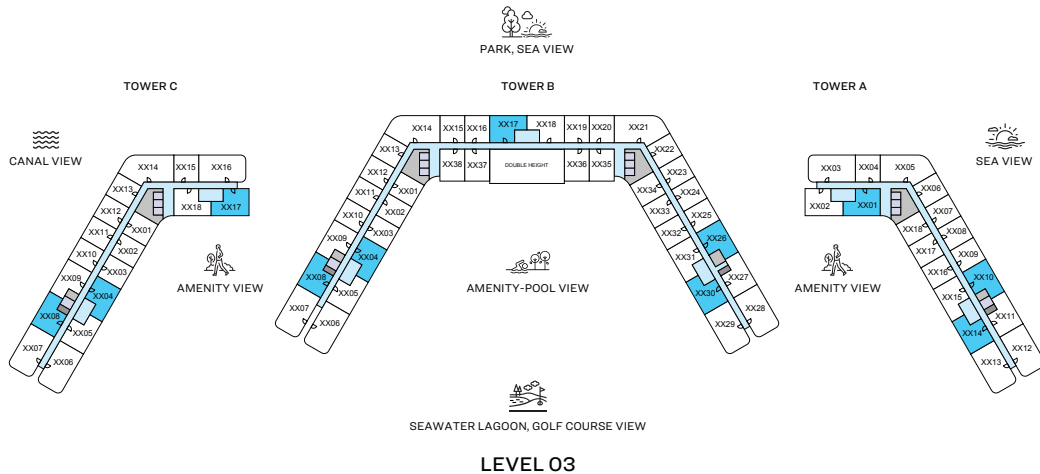 PARK, SEA VIEW
TOWER C
TOWER B
TOWER A
CANAL VIEW
SEA VIEW
XX14
XX15
XX16
XX13
XX12
XX11
XX10
XX09
XX08
XX07
XX06
XX05
XX04
XX03
XX02
XX01
XX18
XX17
AMENITY VIEW
XX14
XX15
XX16
XX17
XX18
XX19
XX20
XX21
XX13
XX12
XX11
XX10
XX09
XX08
XX07
XX06
XX05
XX04
XX03
XX02
XX01
XX38
XX37
DOUBLE HEIGHT
XX36
XX35
XX22
XX23
XX24
XX25
XX26
XX27
XX28
XX29
XX30
XX31
XX32
XX33
XX34
AMENITY-POOL VIEW
XX03
XX04
XX05
XX02
XX01
XX06
XX07
XX08
XX09
XX10
XX11
XX12
XX13
XX14
XX15
XX16
XX17
XX18
AMENITY VIEW
SEAWATER LAGOON, GOLF COURSE VIEW
LEVEL 03